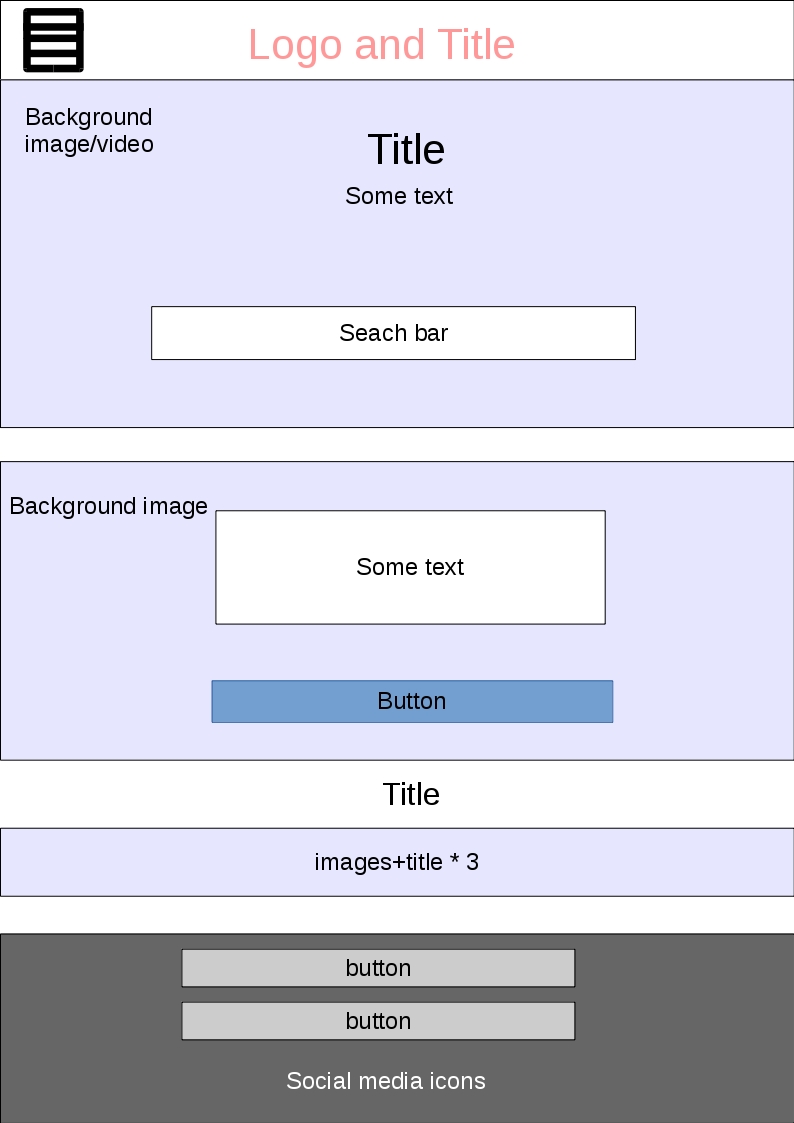 Logo and Title
Background
image/video
Title
Some text
Seach bar
Background image
Some text
Button
Title
images+title * 3
button
button
Social media icons